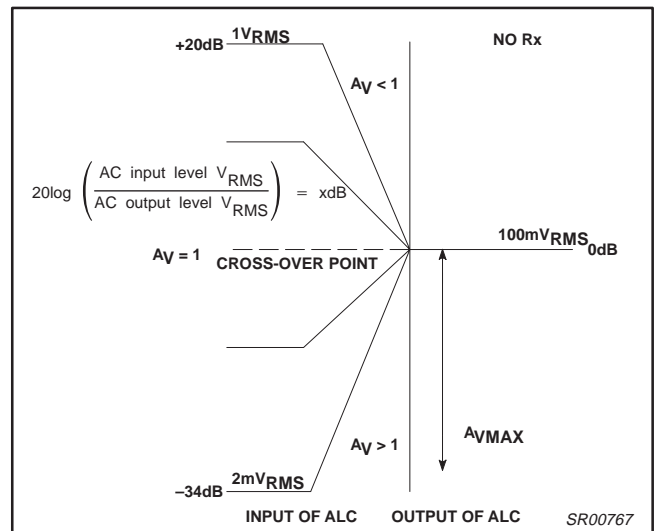 +20dB 1VRMS NO Rx
AV < 1
20log ( AC input level VRMS / AC output level VRMS ) = xdB
100mVRMS 0dB
AV = 1 CROSS-OVER POINT
AVMAX
AV > 1
–34dB 2mVRMS
INPUT OF ALC OUTPUT OF ALC SR00767